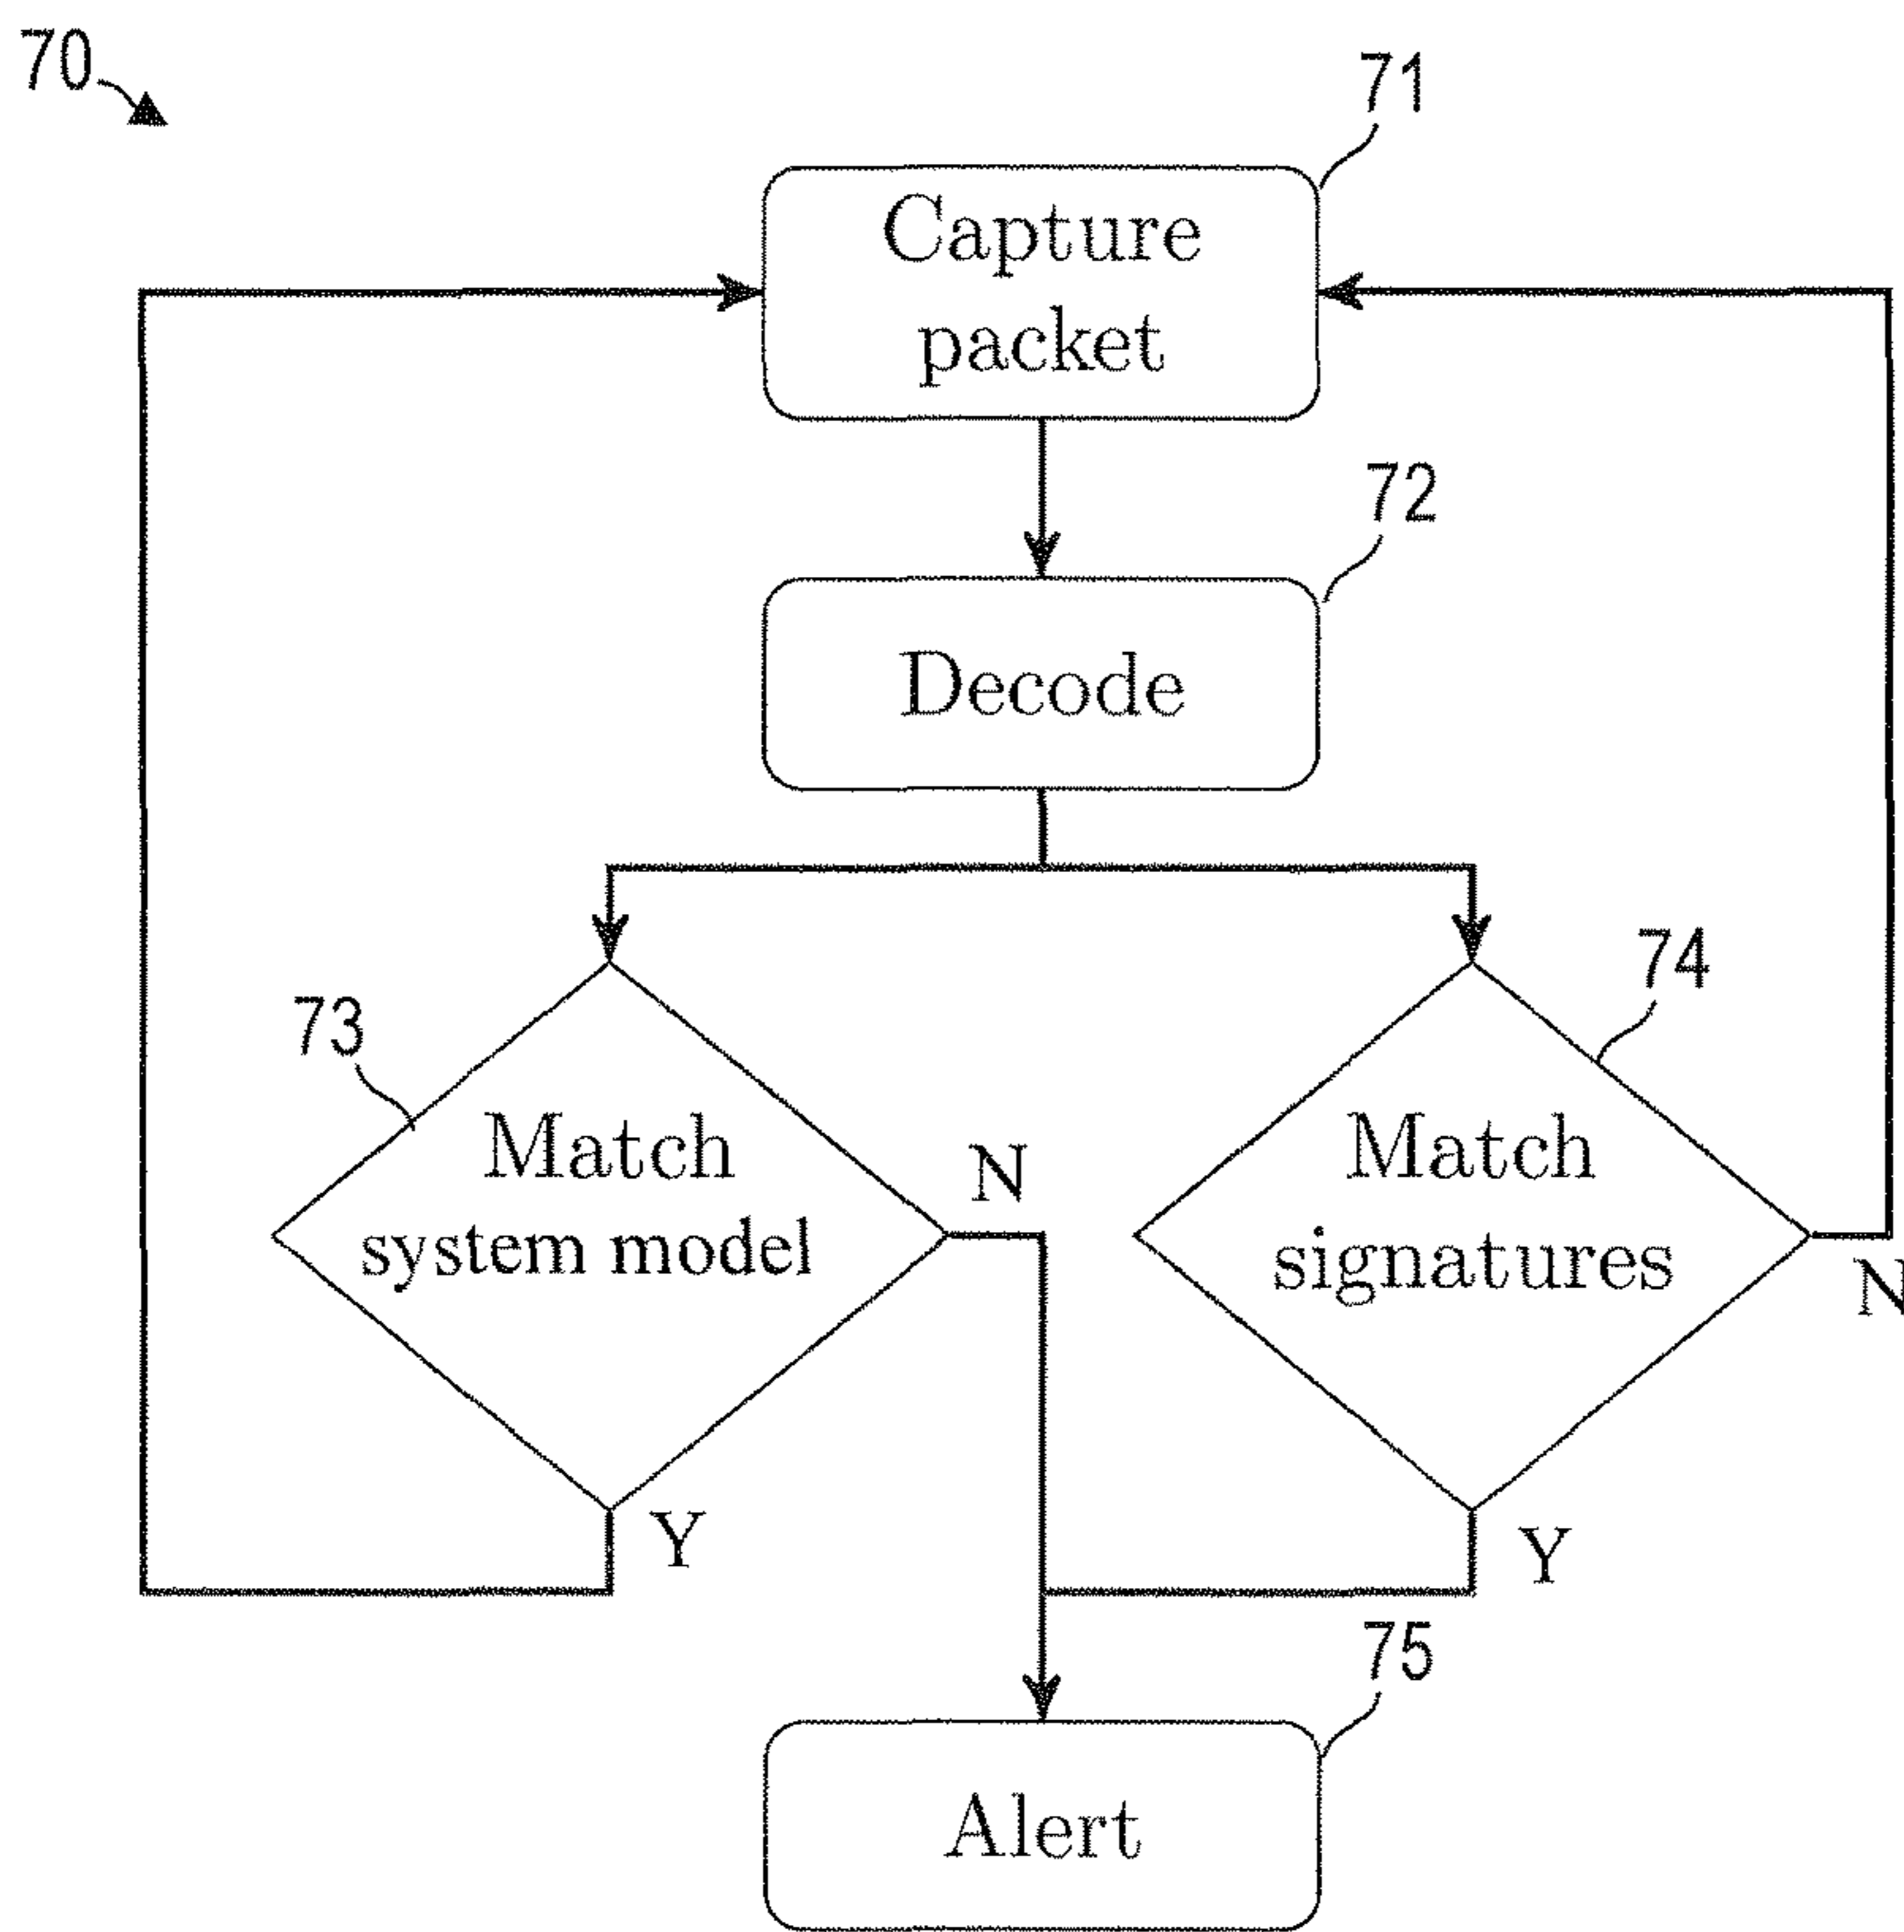 70
71
Capture
packet
72
Decode
73
74
Match
system model
N
Match
signatures
N
Y
Y
75
Alert